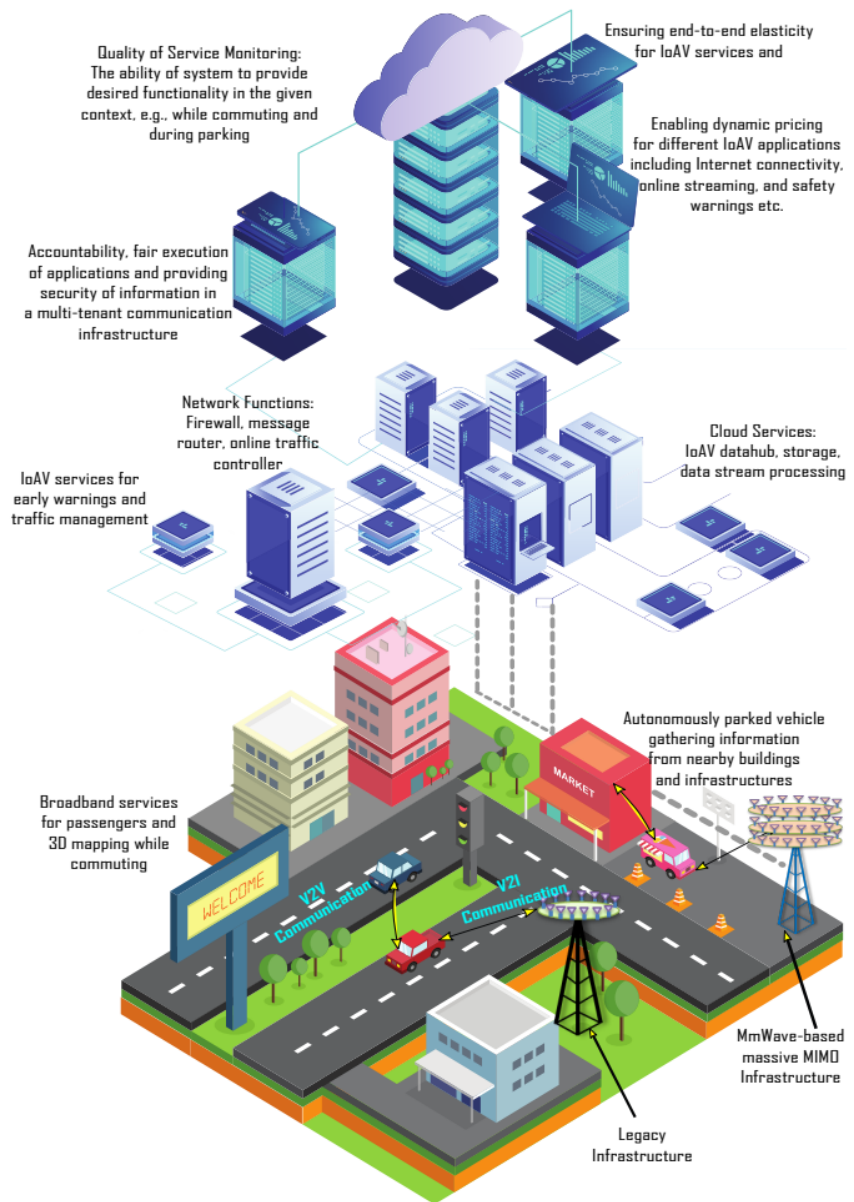 Quality of Service Monitoring:
The ability of system to provide
desired functionality in the given
context, e.g., while commuting and
during parking
Ensuring end-to-end elasticity
for IoAV services and
Enabling dynamic pricing
for different IoAV applications
including Internet connectivity,
online streaming, and safety
warnings etc.
Accountability, fair execution
of applications and providing
security of information in
a multi-tenant communication
infrastructure
Network Functions:
Firewall, message
router, online traffic
controller
Cloud Services:
IoAV datahub, storage,
data stream processing
IoAV services for
early warnings and
traffic management
Autonomously parked vehicle
gathering information
from nearby buildings
and infrastructures
MARKET
Broadband services
for passengers and
3D mapping while
commuting
WELCOME
V2V
Communication
V2I
Communication
MmWave-based
massive MIMO
Infrastructure
Legacy
Infrastructure